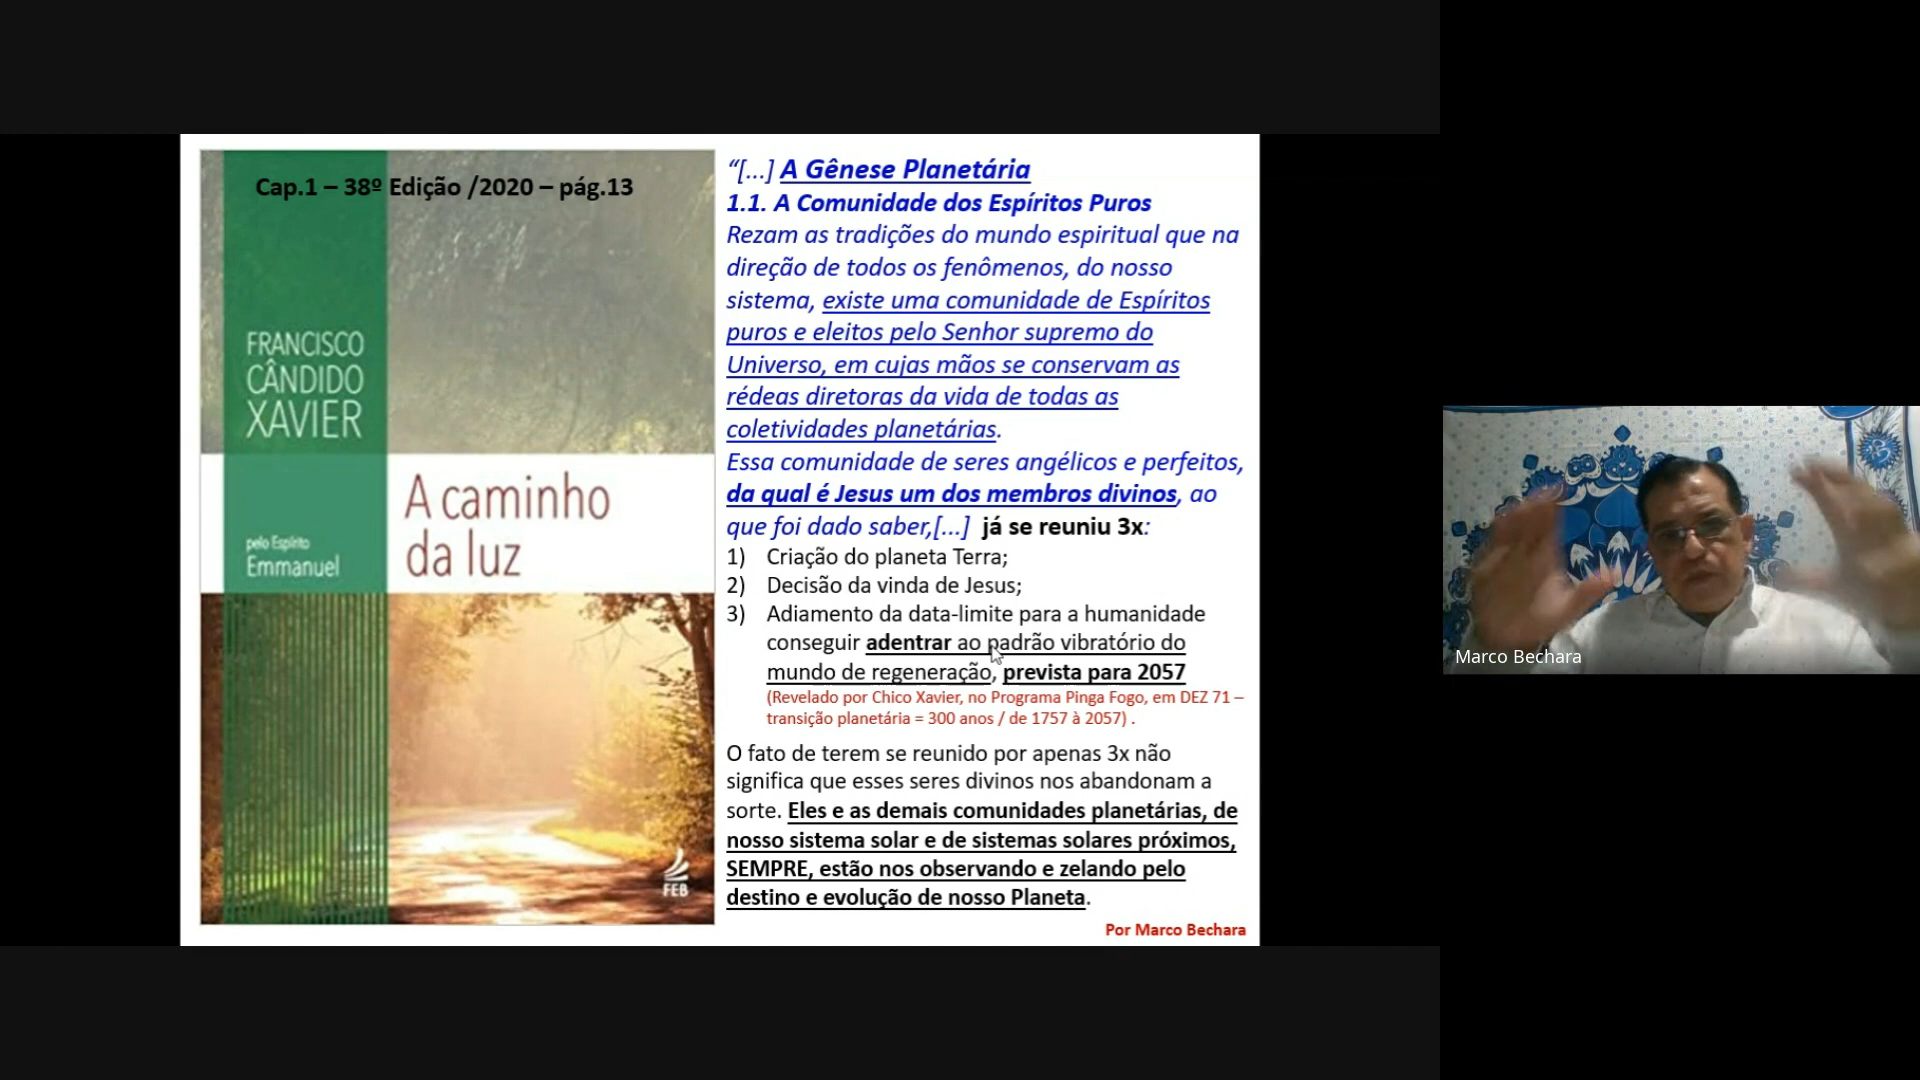 Cap.1 – 38º Edição /2020 – pág.13
FRANCISCO
CÂNDIDO
XAVIER
A caminho
da luz
pelo Espírito
Emmanuel
FEB
“[...] A Gênese Planetária
1.1. A Comunidade dos Espíritos Puros
Rezam as tradições do mundo espiritual que na
direção de todos os fenômenos, do nosso
sistema, existe uma comunidade de Espíritos
puros e eleitos pelo Senhor supremo do
Universo, em cujas mãos se conservam as
rédeas diretoras da vida de todas as
coletividades planetárias.
Essa comunidade de seres angélicos e perfeitos,
da qual é Jesus um dos membros divinos, ao
que foi dado saber,[...] já se reuniu 3x:
1) Criação do planeta Terra;
2) Decisão da vinda de Jesus;
3) Adiamento da data-limite para a humanidade
conseguir adentrar ao padrão vibratório do
mundo de regeneração, prevista para 2057
(Revelado por Chico Xavier, no Programa Pinga Fogo, em DEZ 71 –
transição planetária = 300 anos / de 1757 à 2057) .
O fato de terem se reunido por apenas 3x não
significa que esses seres divinos nos abandonam a
sorte. Eles e as demais comunidades planetárias, de
nosso sistema solar e de sistemas solares próximos,
SEMPRE, estão nos observando e zelando pelo
destino e evolução de nosso Planeta.
Por Marco Bechara
Marco Bechara